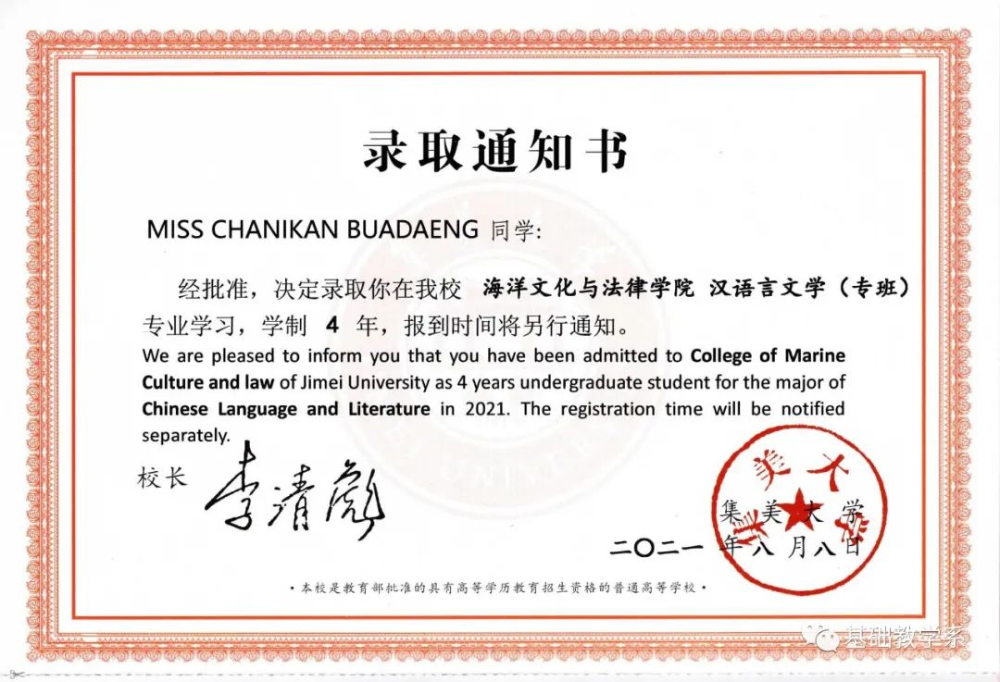 录取通知书
MISS CHANIKAN BUADAENG 同学:
经批准，决定录取你在我校 海洋文化与法律学院 汉语言文学（专班）
专业学习，学制 4 年，报到时间将另行通知。
We are pleased to inform you that you have been admitted to College of Marine
Culture and law of Jimei University as 4 years undergraduate student for the major of
Chinese Language and Literature in 2021. The registration time will be notified
separately.
校长 李清彪
集美大学
集美大学
二〇二一年八月八日
·本校是教育部批准的具有高等学历教育招生资格的普通高等学校·
基础教学系